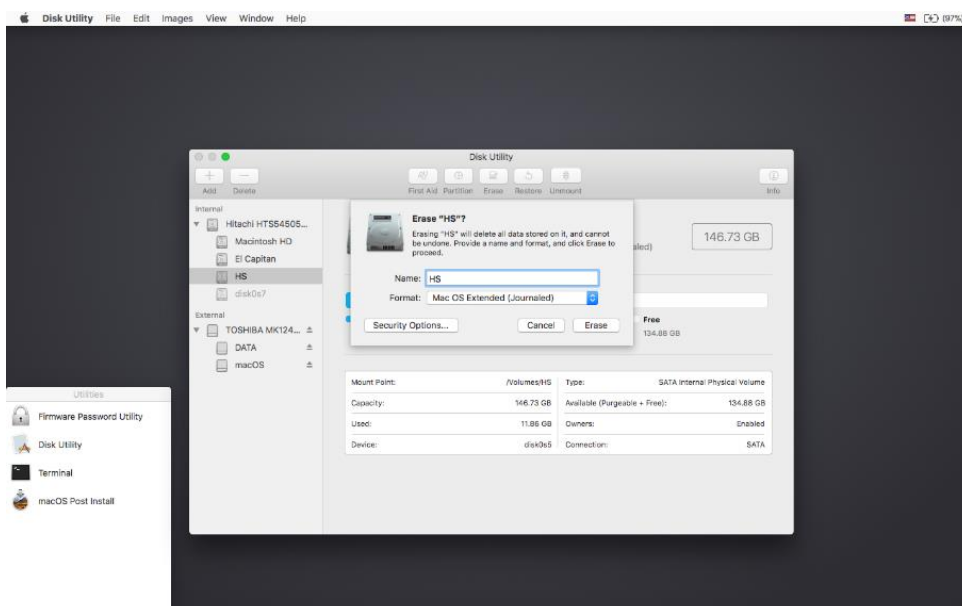 Disk Utility File Edit Images View Window Help (97%
Disk Utility
Add Delete First Aid Partition Erase Restore Unmount Info
Internal
Hitachi HTS54505...
Macintosh HD
El Capitan
HS
disk0s7
External
TOSHIBA MK124...
DATA
macOS
Erase "HS"?
Erasing "HS" will delete all data stored on it, and cannot
be undone. Provide a name and format, and click Erase to
proceed.
Name: HS
Format: Mac OS Extended (Journaled)
Security Options... Cancel Erase
146.73 GB
Free
134.88 GB
Mount Point: /Volumes/HS Type: SATA Internal Physical Volume
Capacity: 146.73 GB Available (Purgeable + Free): 134.88 GB
Used: 11.86 GB Owners: Enabled
Device: disk0s5 Connection: SATA
Utilities
Firmware Password Utility
Disk Utility
Terminal
macOS Post Install